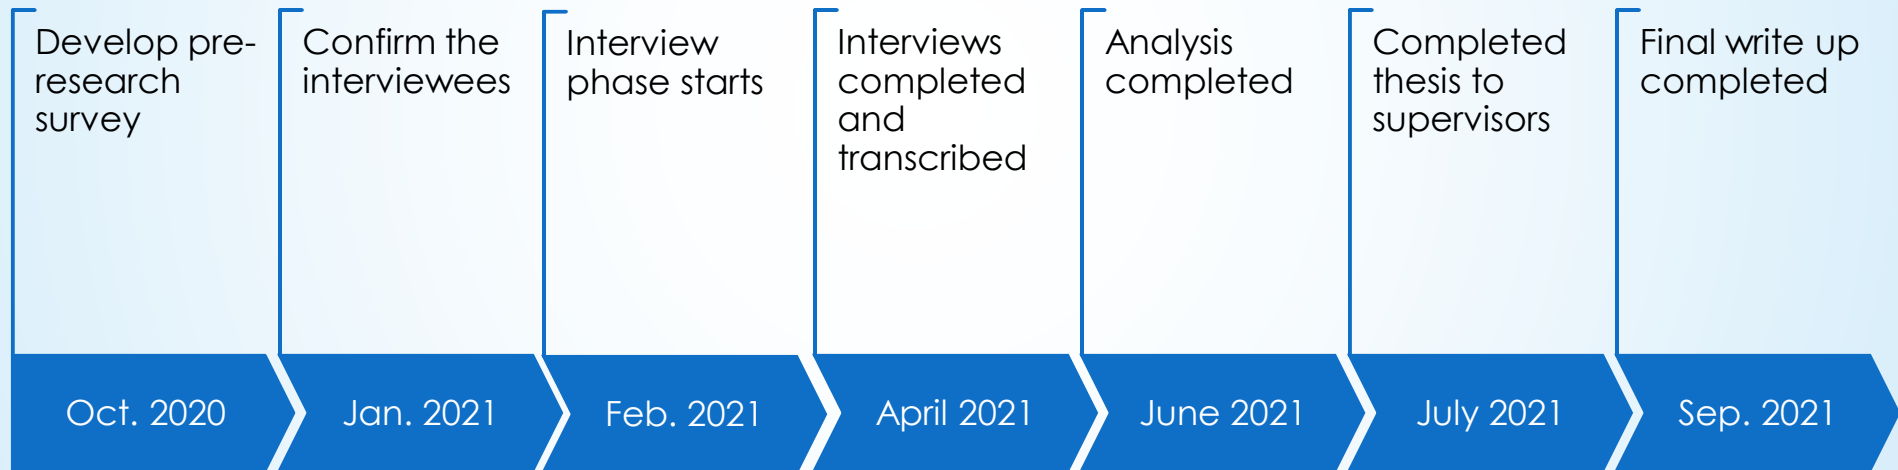 Develop pre-
research
survey
Confirm the
interviewees
Interview
phase starts
Interviews
completed
and
transcribed
Analysis
completed
Completed
thesis to
supervisors
Final write up
completed
Oct. 2020
Jan. 2021
Feb. 2021
April 2021
June 2021
July 2021
Sep. 2021